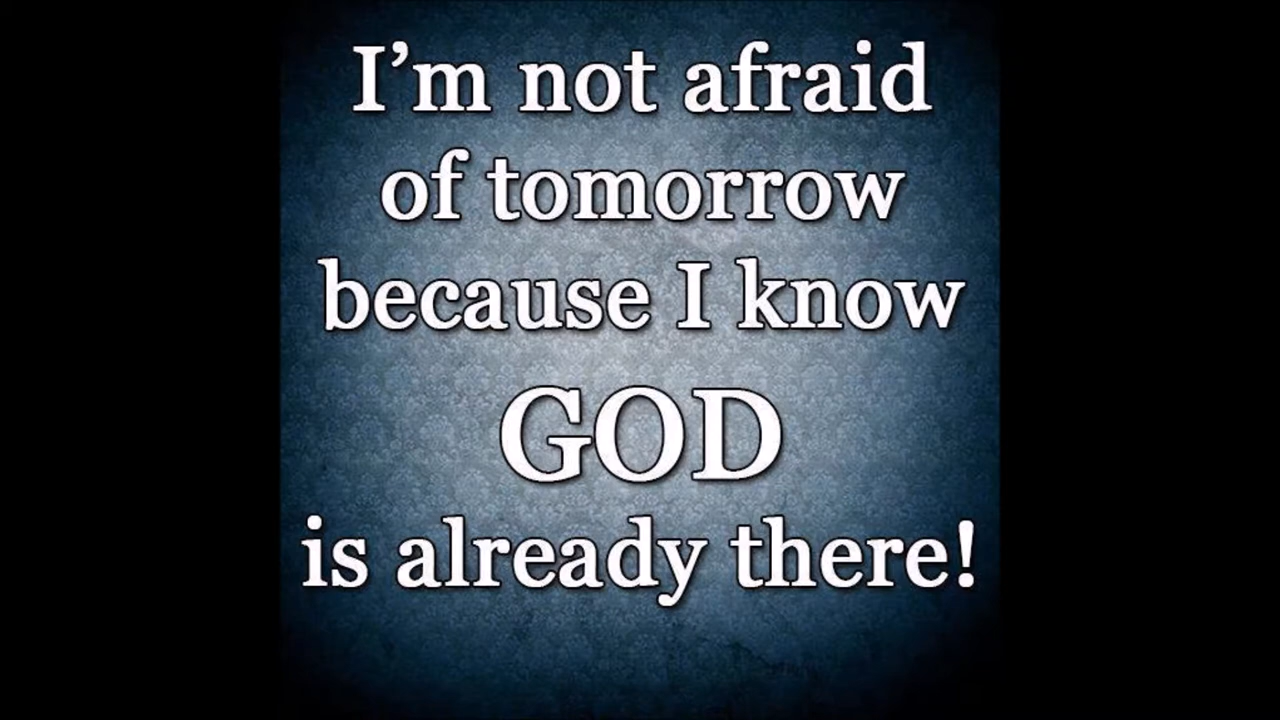 I’m not afraid
of tomorrow
because I know
GOD
is already there!